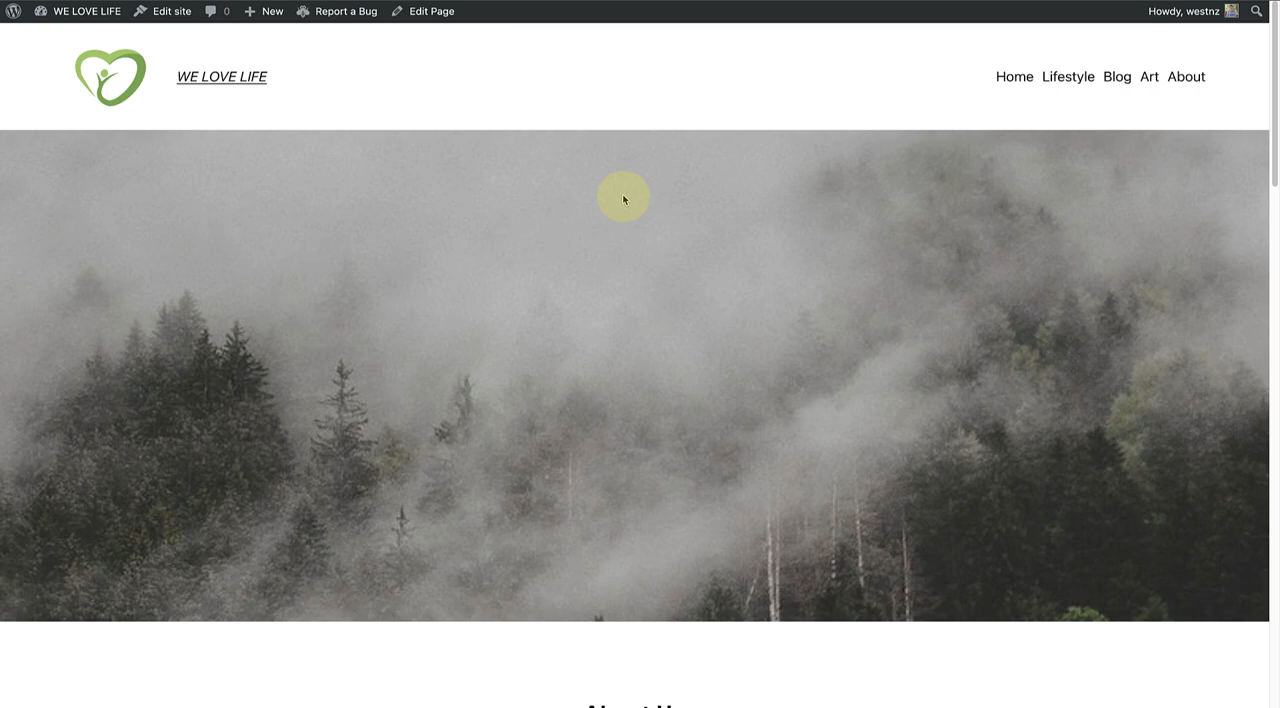 WE LOVE LIFE Edit site 0 New Report a Bug Edit Page Howdy, westnz
WE LOVE LIFE Home Lifestyle Blog Art About